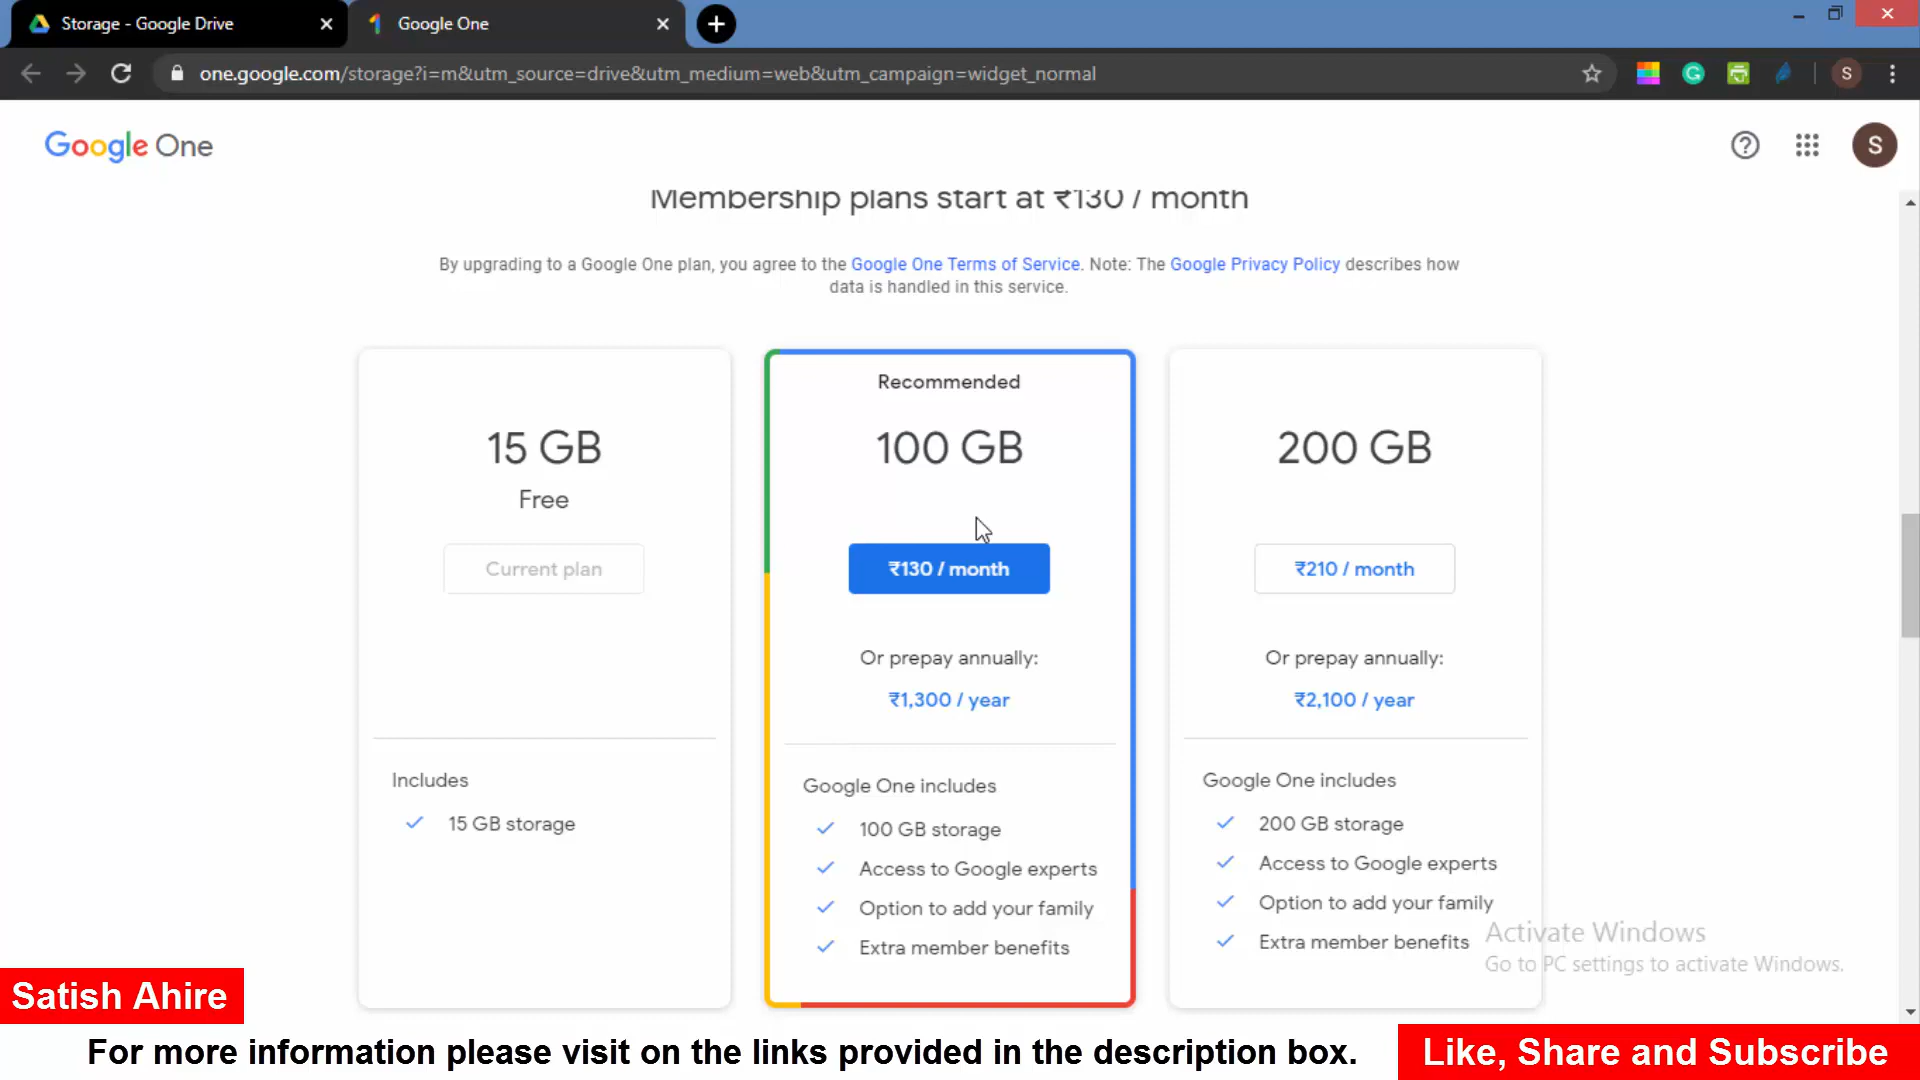 Storage - Google Drive
Google One
one.google.com/storage?i=m&utm_source=drive&utm_medium=web&utm_campaign=widget_normal
S
Google One
S
Membership plans start at ₹130 / month
By upgrading to a Google One plan, you agree to the Google One Terms of Service. Note: The Google Privacy Policy describes how
data is handled in this service.
15 GB
Free
Current plan
Includes
15 GB storage
Recommended
100 GB
₹130 / month
Or prepay annually:
₹1,300 / year
Google One includes
100 GB storage
Access to Google experts
Option to add your family
Extra member benefits
200 GB
₹210 / month
Or prepay annually:
₹2,100 / year
Google One includes
200 GB storage
Access to Google experts
Option to add your family
Extra member benefits
Activate Windows
Go to PC settings to activate Windows.
Satish Ahire
For more information please visit on the links provided in the description box.
Like, Share and Subscribe